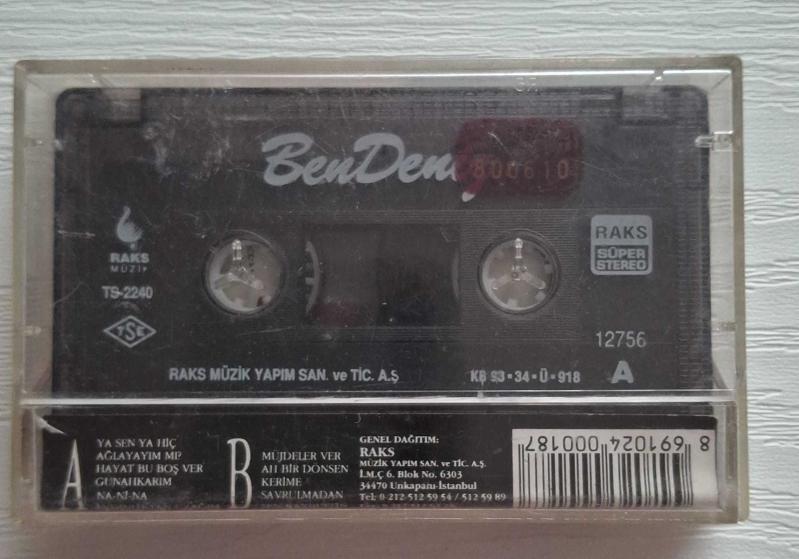 BenDen
800610
RAKS
MÜZİK
TS-2240
TSE
RAKS
SÜPER
STEREO
12756
RAKS MÜZİK YAPIM SAN. ve TİC. A.Ş
KB 93-34-Ü-918
A
A
YA SEN YA HİÇ
AĞLAYAYIM MI?
HAYAT BU BOŞ VER
GÜNAHKARIM
NA-Nİ-NA
B
MÜJDELER VER
AH BİR DÖNSEN
KERİME
SAVRULMADAN
GENEL DAĞITIM:
RAKS
MÜZİK YAPIM SAN. ve TİC. A.Ş.
İ.M.Ç 6. Blok No. 6303
34470 Unkapanı-İstanbul
Tel: 0-212-512 59 54 / 512 59 89
8 691024 000187